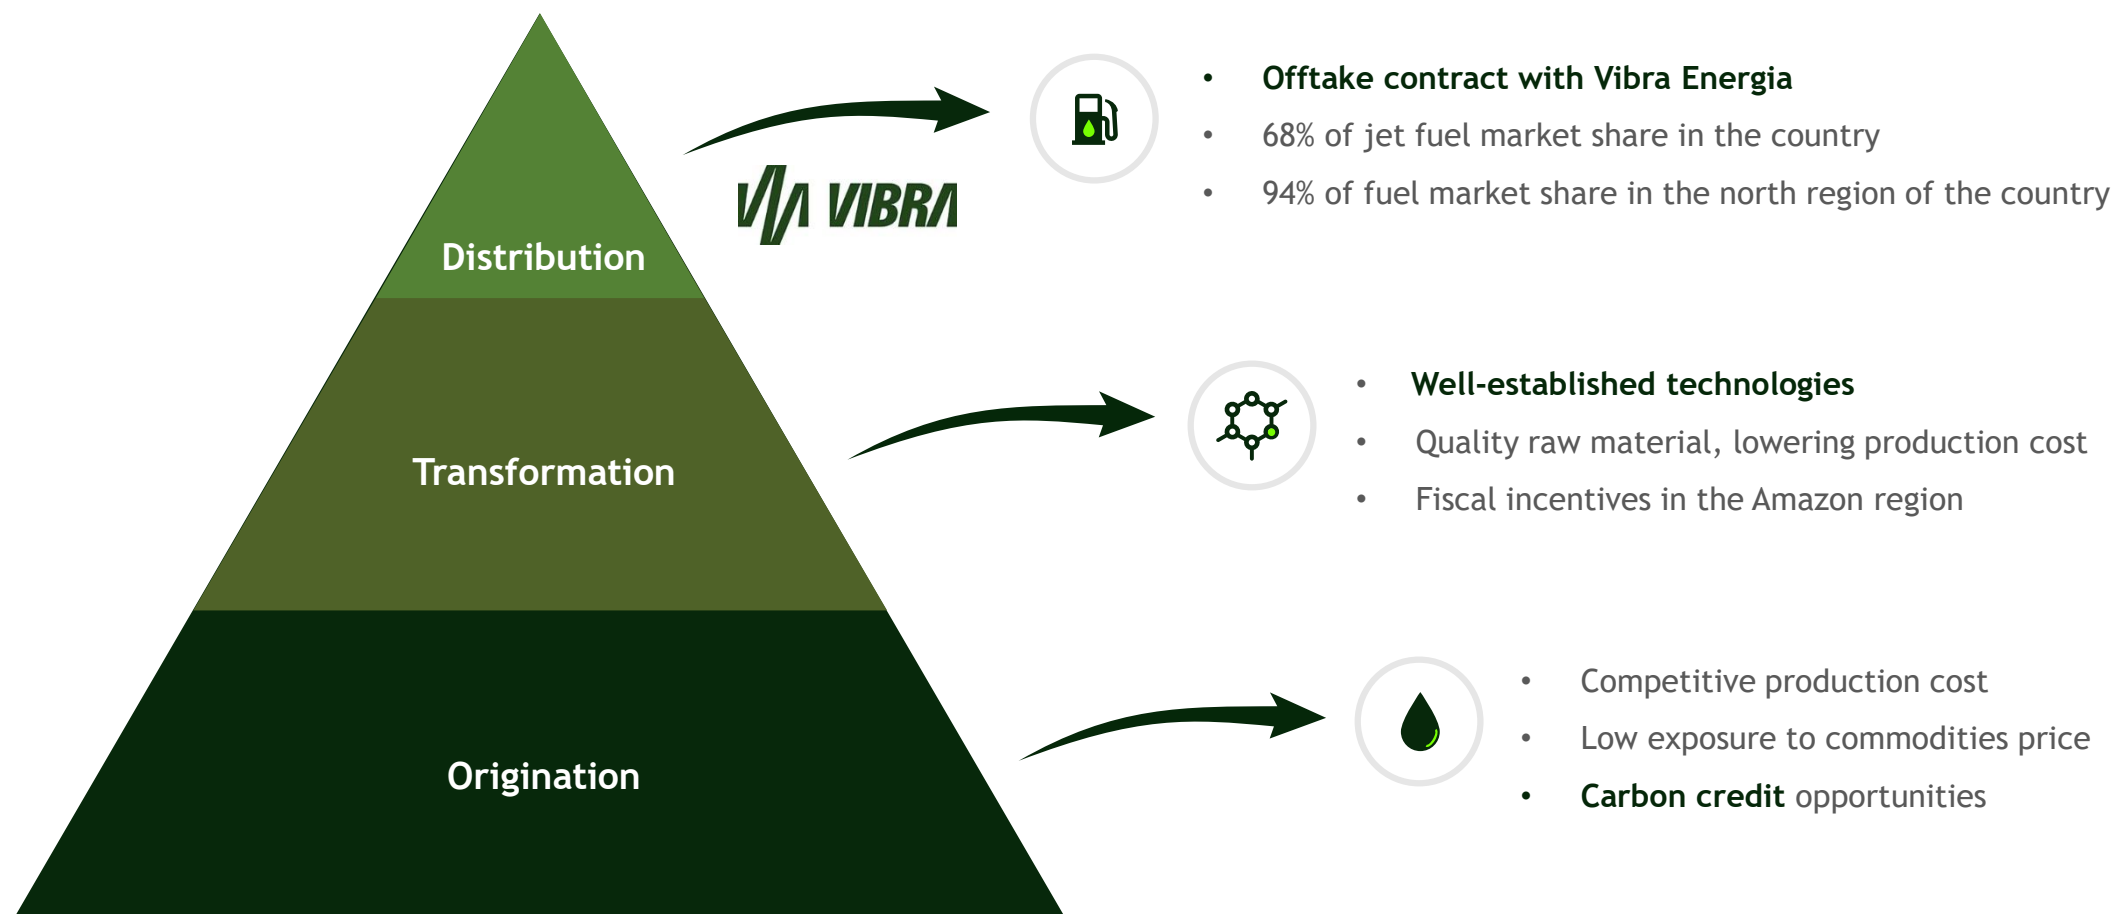 Distribution
VIBRA
• Offtake contract with Vibra Energia
• 68% of jet fuel market share in the country
• 94% of fuel market share in the north region of the country
Transformation
• Well-established technologies
• Quality raw material, lowering production cost
• Fiscal incentives in the Amazon region
Origination
• Competitive production cost
• Low exposure to commodities price
• Carbon credit opportunities